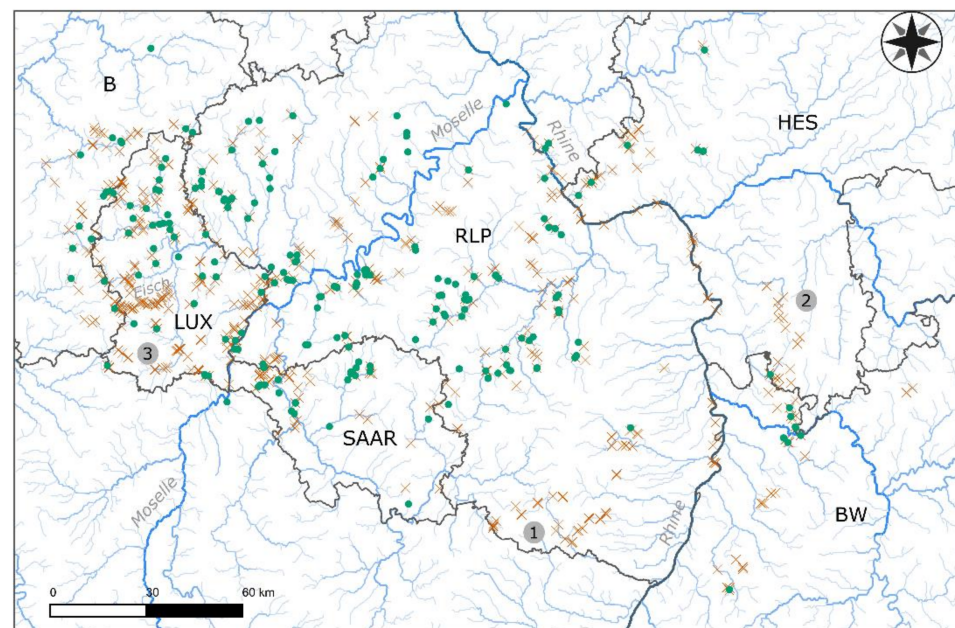 B
Moselle
Rhine
HES
RLP
Fisch
LUX
2
3
SAAR
Moselle
1
Rhine
BW
0 30 60 km